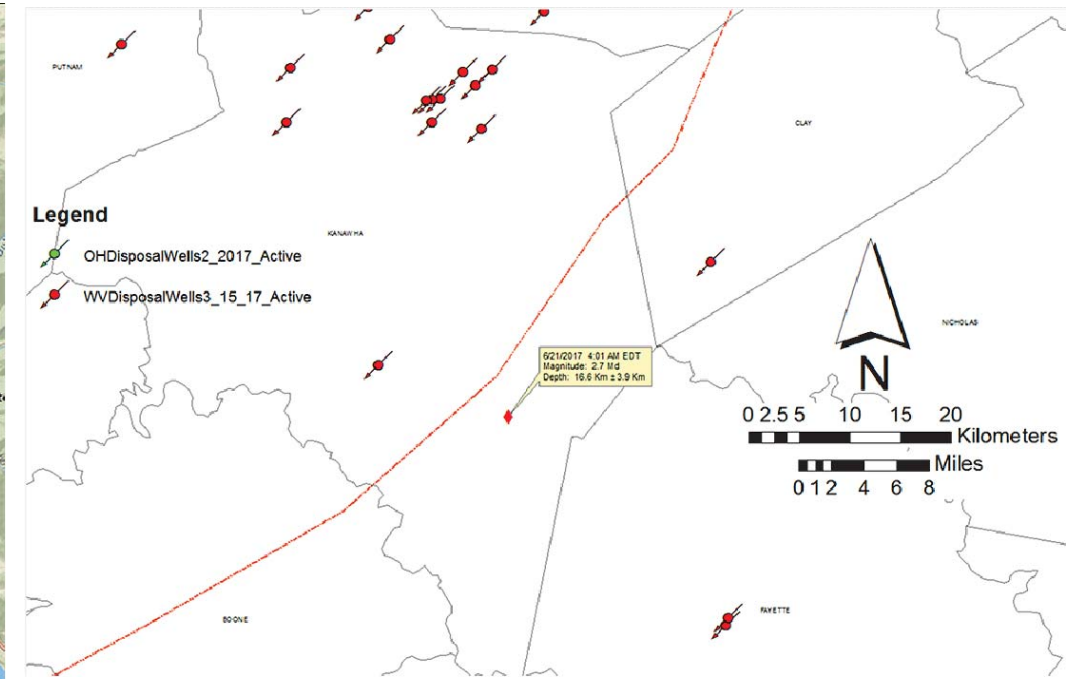 PUTNAM
CLAY
Legend
KANAWHA
OHDisposalWells2_2017_Active
WVDisposalWells3_15_17_Active
NICHOLAS
6/21/2017 4:01 AM EDT
Magnitude: 2.7 Md
Depth: 16.6 Km ± 3.9 Km
N
0 2.5 5 10 15 20
Kilometers
Miles
0 1 2 4 6 8
BOONE
FAYETTE